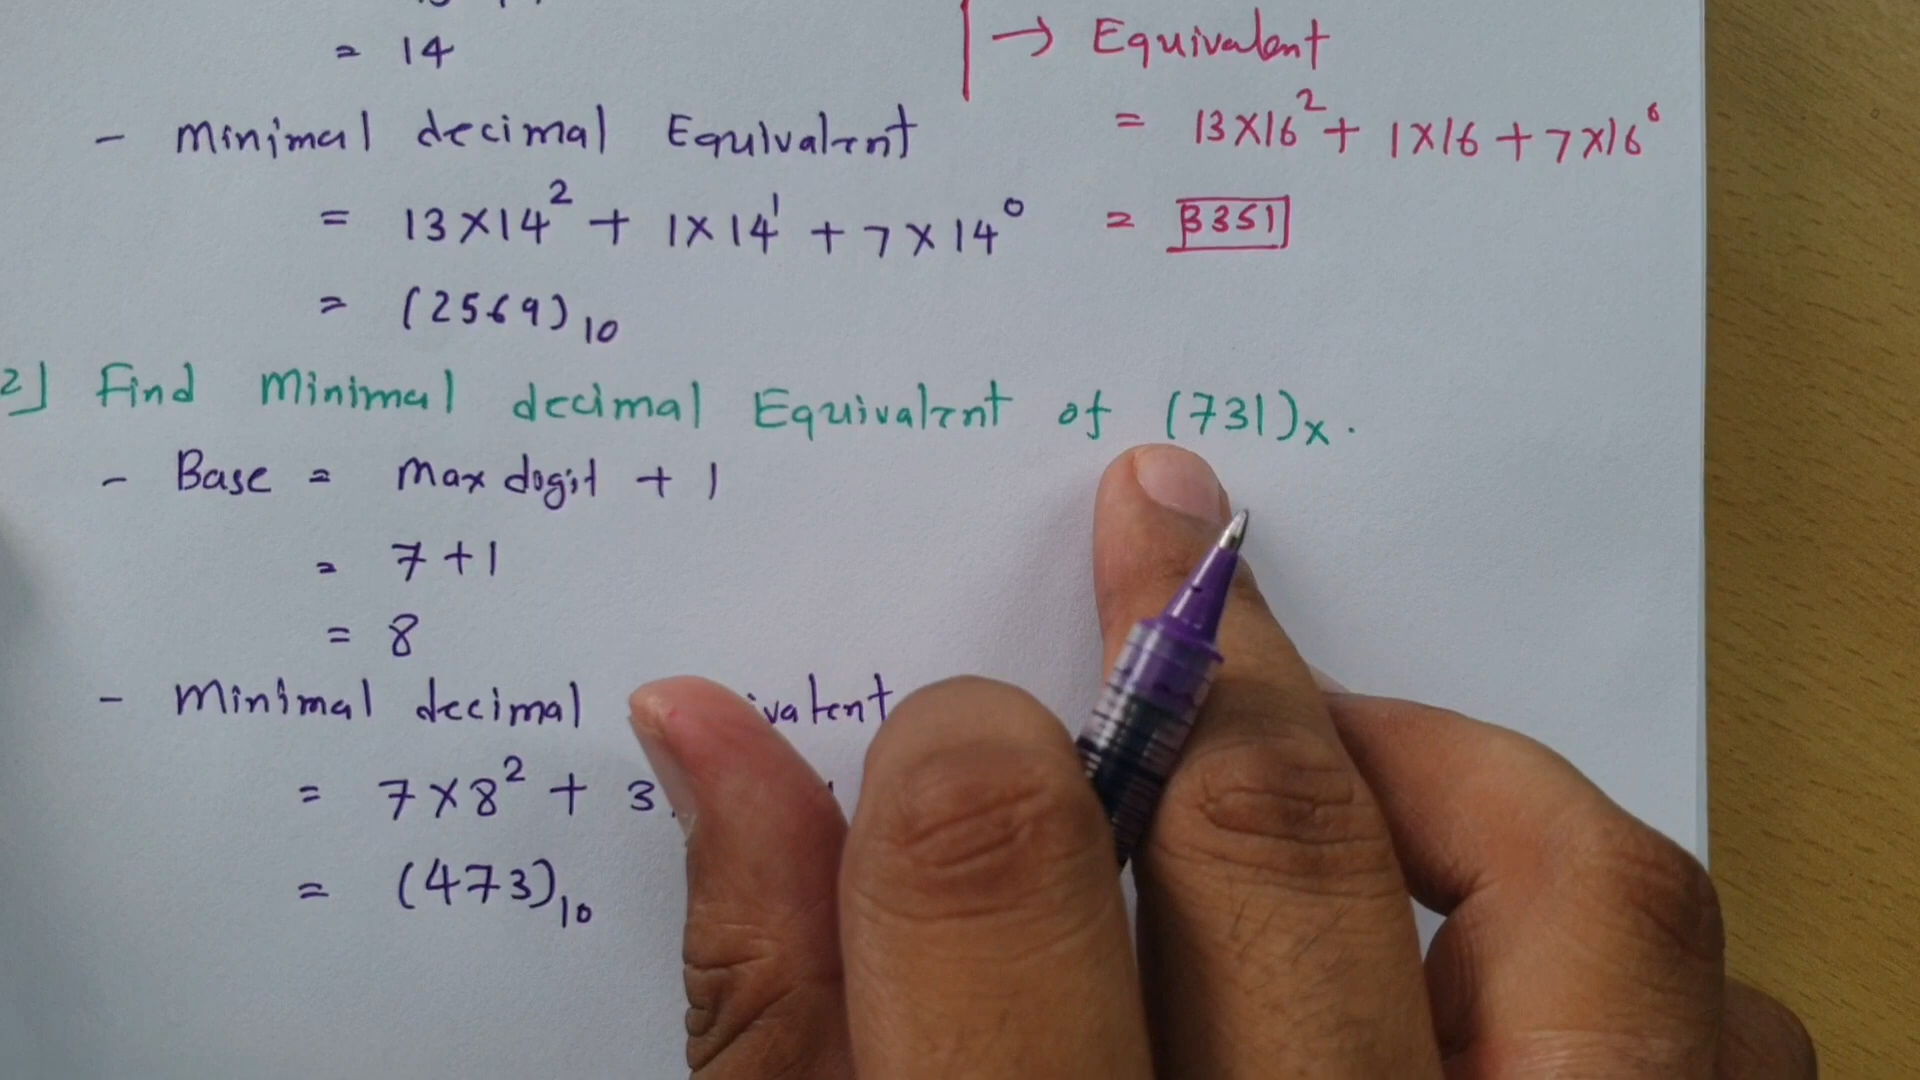 = 14
- Minimal decimal Equivalent
= 13 × 14² + 1 × 14¹ + 7 × 14⁰
= (2569)₁₀
→ Equivalent
= 13×16² + 1×16 + 7×16⁰
= 3351
2] Find Minimal decimal Equivalent of (731)ₓ.
- Base = Max dogit + 1
= 7 + 1
= 8
- Minimal decimal
= 7 × 8² + 3
= (473)₁₀